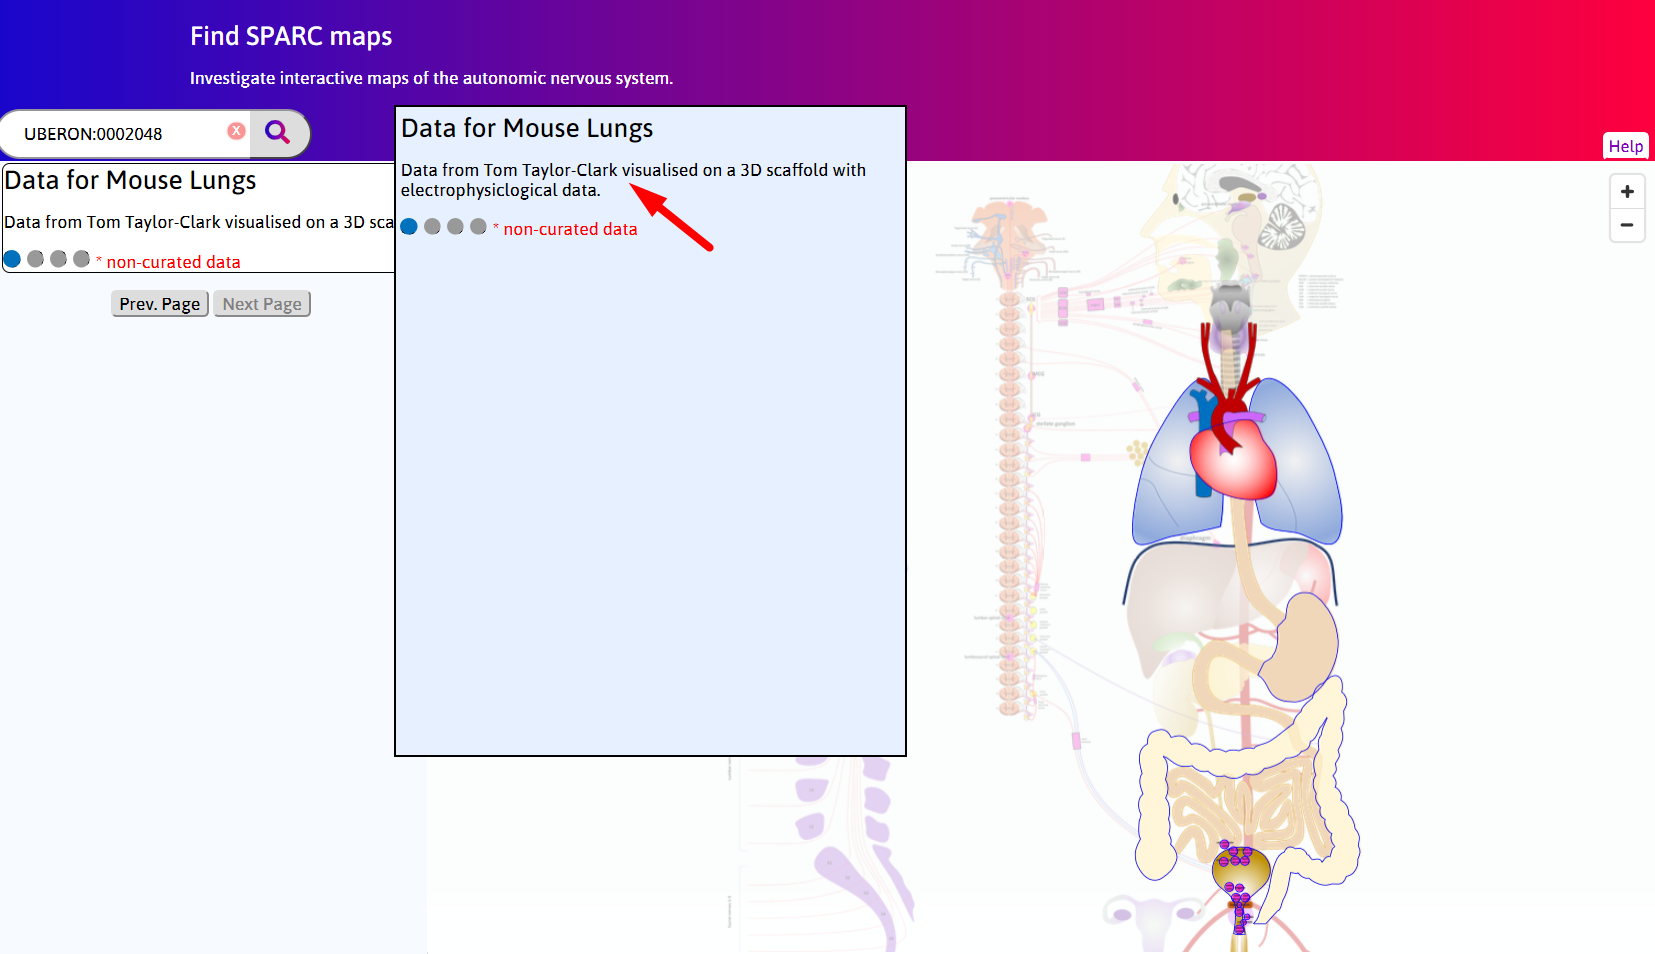 Find SPARC maps
Investigate interactive maps of the autonomic nervous system.
UBERON:0002048
X
Help
Data for Mouse Lungs
Data from Tom Taylor-Clark visualised on a 3D sca
* non-curated data
Prev. Page
Next Page
Data for Mouse Lungs
Data from Tom Taylor-Clark visualised on a 3D scaffold with
electrophysiclogical data.
* non-curated data
+
−